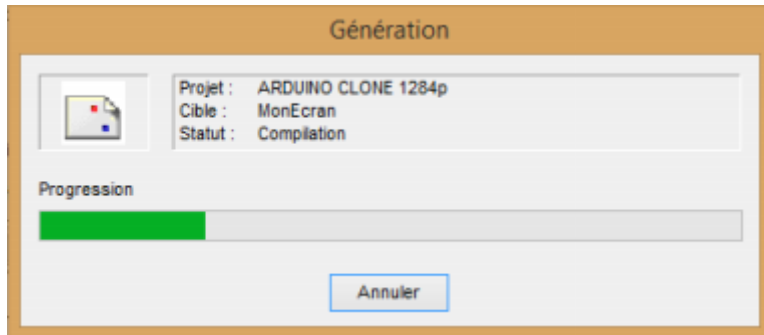 Génération
Projet : ARDUINO CLONE 1284p
Cible : MonEcran
Statut : Compilation
Progression
Annuler